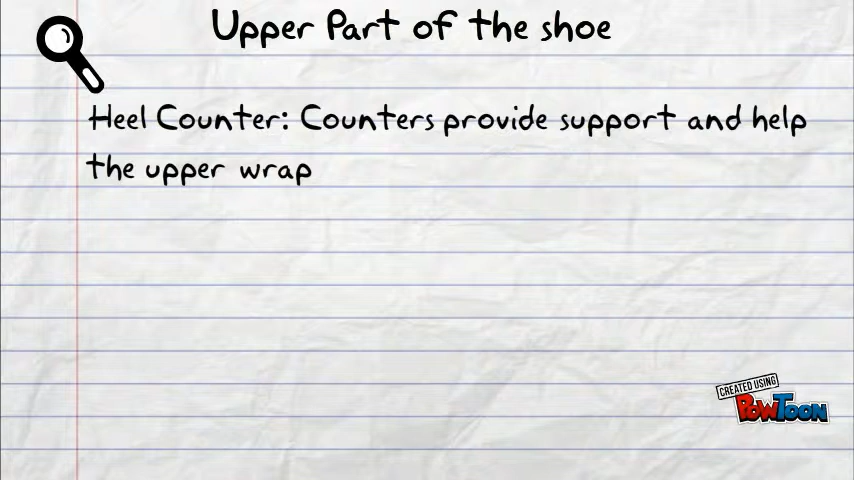 Upper Part of the shoe
Heel Counter: Counters provide support and help
the upper wrap
CREATED USING
POWTOON